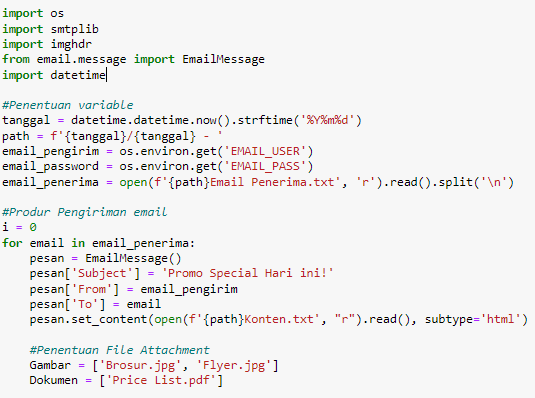 import os
import smtplib
import imghdr
from email.message import EmailMessage
import datetime
#Penentuan variable
tanggal = datetime.datetime.now().strftime('%Y%m%d')
path = f'{tanggal}/{tanggal} - '
email_pengirim = os.environ.get('EMAIL_USER')
email_password = os.environ.get('EMAIL_PASS')
email_penerima = open(f'{path}Email Penerima.txt', 'r').read().split('\n')
#Produr Pengiriman email
i = 0
for email in email_penerima:
    pesan = EmailMessage()
    pesan['Subject'] = 'Promo Special Hari ini!'
    pesan['From'] = email_pengirim
    pesan['To'] = email
    pesan.set_content(open(f'{path}Konten.txt', "r").read(), subtype='html')
    #Penentuan File Attachment
    Gambar = ['Brosur.jpg', 'Flyer.jpg']
    Dokumen = ['Price List.pdf']